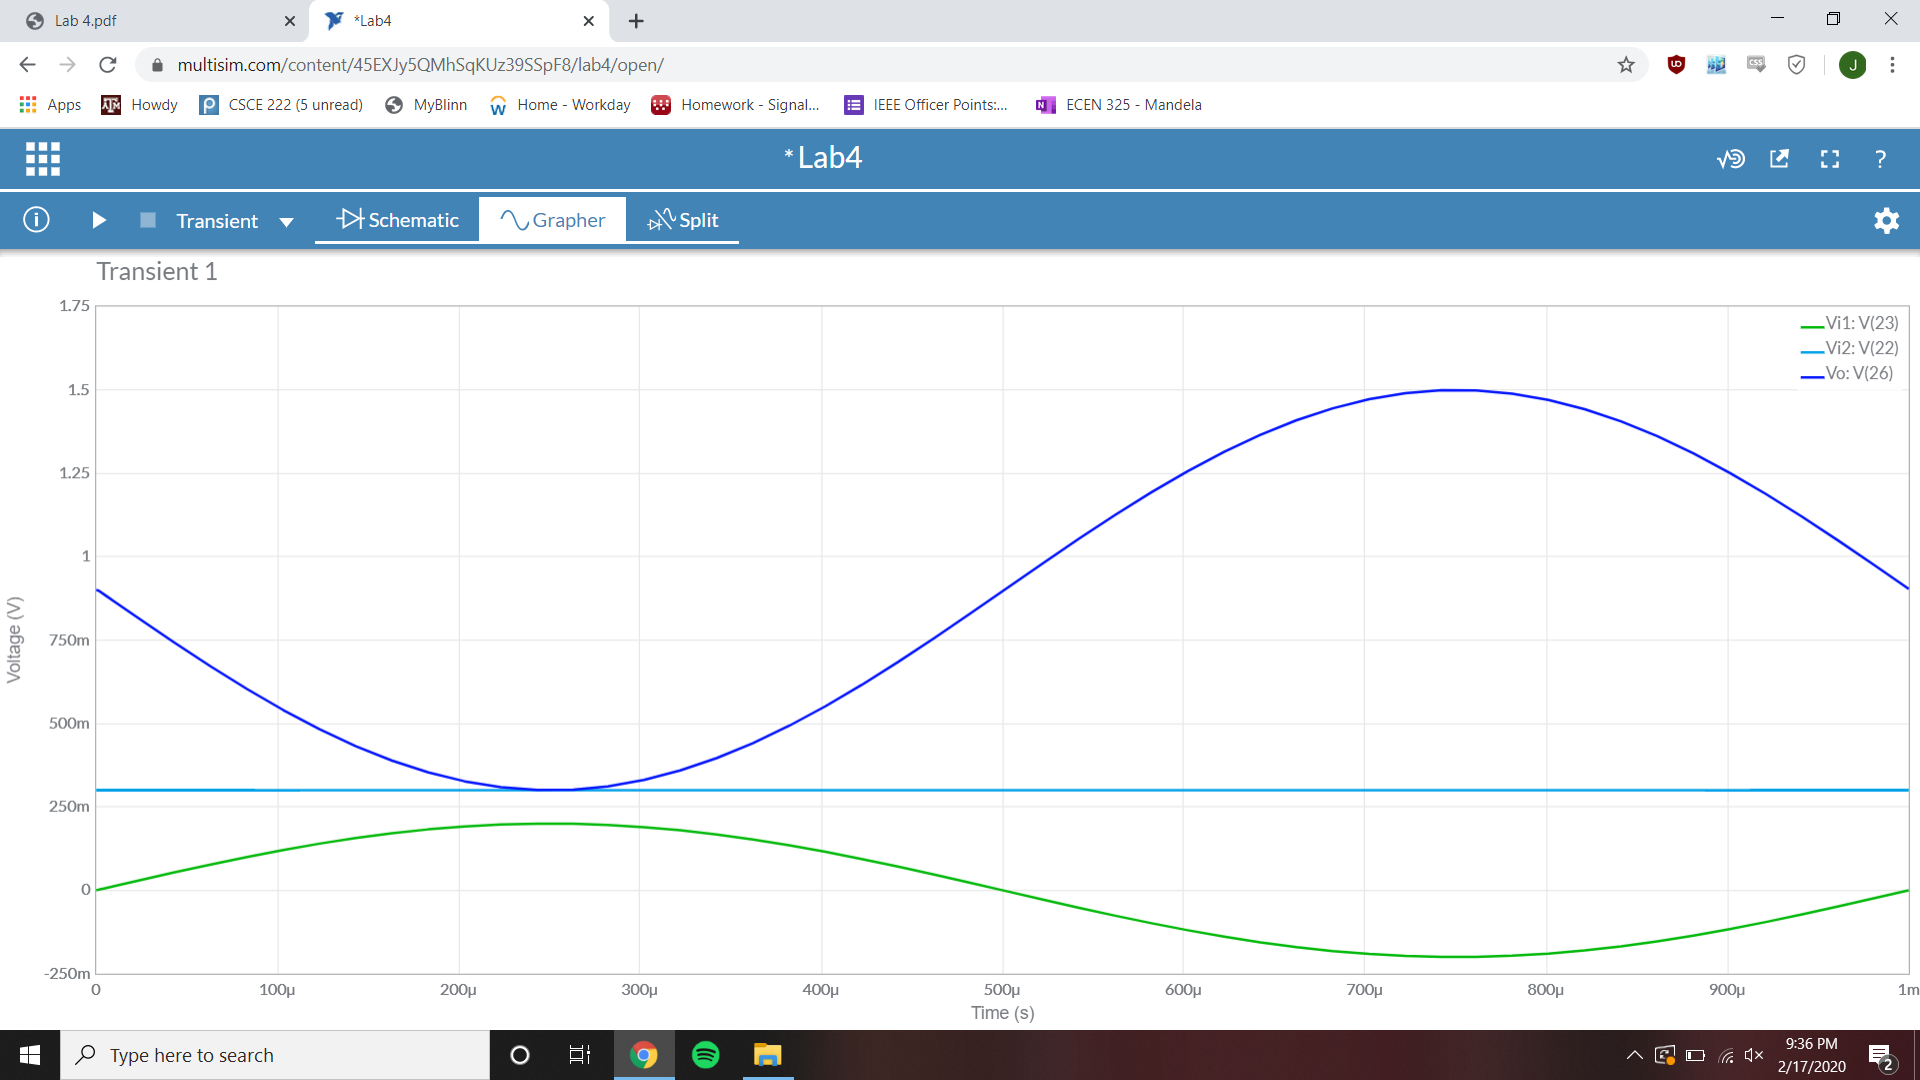 Lab 4.pdf
*Lab4
multisim.com/content/45EXJy5QMhSqKUz39SSpF8/lab4/open/
Apps Howdy CSCE 222 (5 unread) MyBlinn Home - Workday Homework - Signal... IEEE Officer Points:... ECEN 325 - Mandela
*Lab4
Transient Schematic Grapher Split
Transient 1
Vi1: V(23)
Vi2: V(22)
Vo: V(26)
1.75
1.5
1.25
1
750m
500m
250m
0
-250m
Voltage (V)
0 100µ 200µ 300µ 400µ 500µ 600µ 700µ 800µ 900µ 1m
Time (s)
Type here to search
9:36 PM
2/17/2020
2